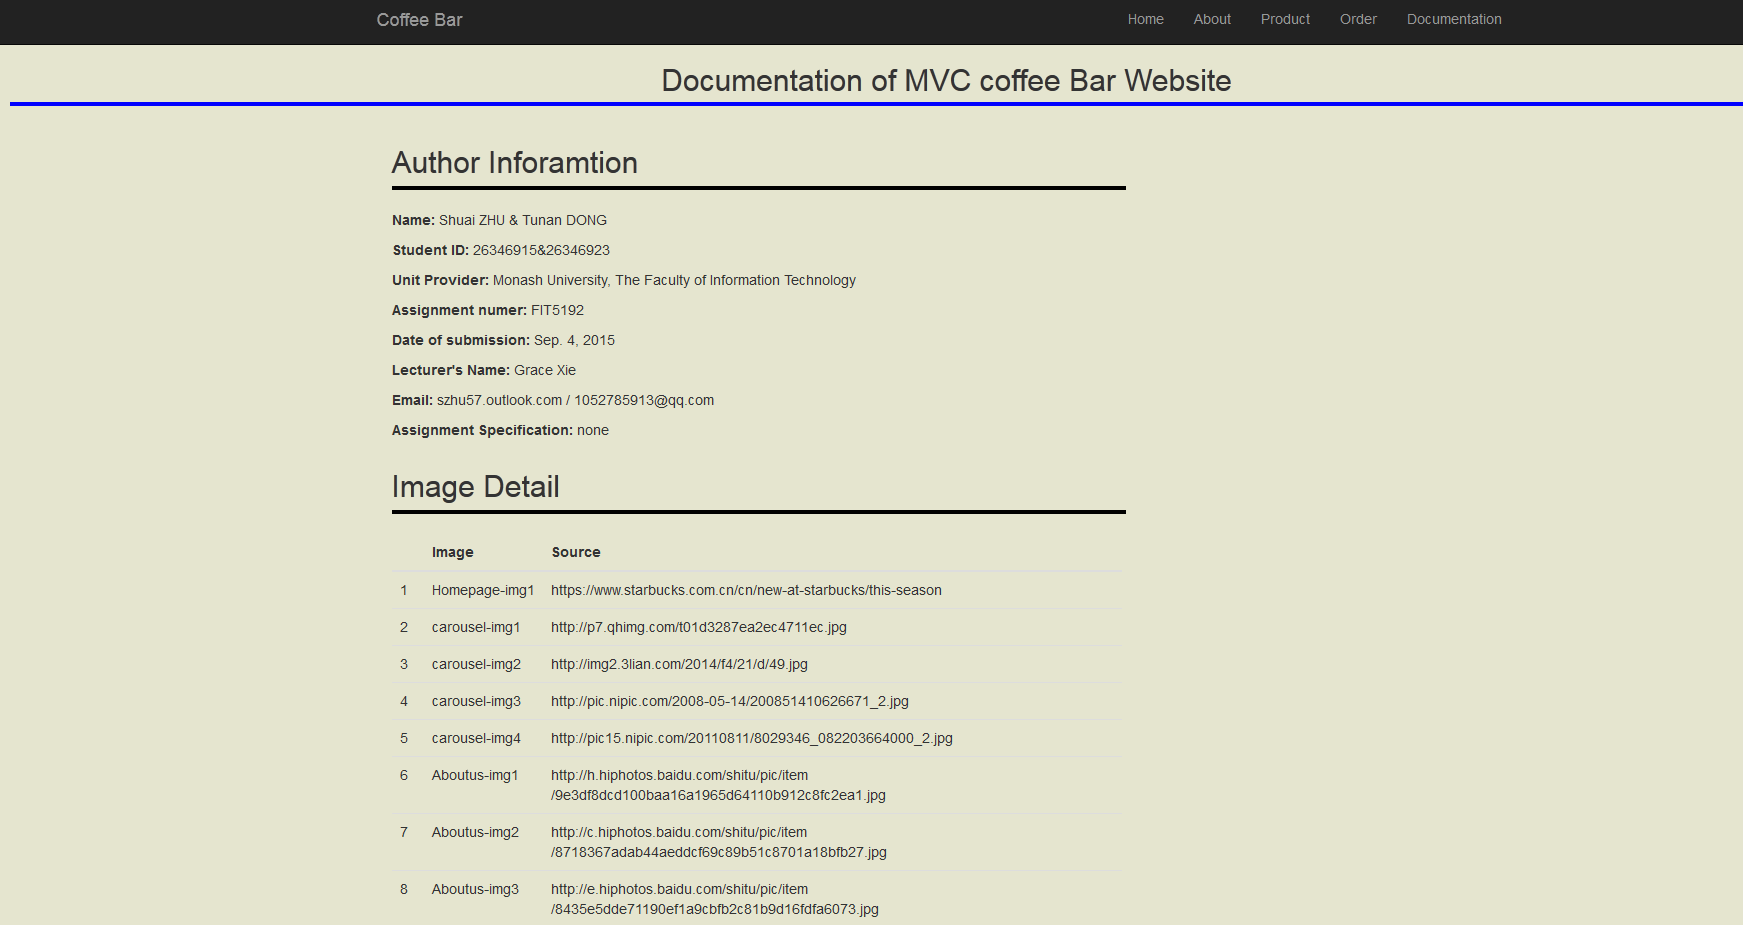 Coffee Bar Home About Product Order Documentation
Documentation of MVC coffee Bar Website
Author Inforamtion
Name: Shuai ZHU & Tunan DONG
Student ID: 26346915&26346923
Unit Provider: Monash University, The Faculty of Information Technology
Assignment numer: FIT5192
Date of submission: Sep. 4, 2015
Lecturer's Name: Grace Xie
Email: szhu57.outlook.com / 1052785913@qq.com
Assignment Specification: none
Image Detail
Image Source
1 Homepage-img1 https://www.starbucks.com.cn/cn/new-at-starbucks/this-season
2 carousel-img1 http://p7.qhimg.com/t01d3287ea2ec4711ec.jpg
3 carousel-img2 http://img2.3lian.com/2014/f4/21/d/49.jpg
4 carousel-img3 http://pic.nipic.com/2008-05-14/200851410626671_2.jpg
5 carousel-img4 http://pic15.nipic.com/20110811/8029346_082203664000_2.jpg
6 Aboutus-img1 http://h.hiphotos.baidu.com/shitu/pic/item
/9e3df8dcd100baa16a1965d64110b912c8fc2ea1.jpg
7 Aboutus-img2 http://c.hiphotos.baidu.com/shitu/pic/item
/8718367adab44aeddcf69c89b51c8701a18bfb27.jpg
8 Aboutus-img3 http://e.hiphotos.baidu.com/shitu/pic/item
/8435e5dde71190ef1a9cbfb2c81b9d16fdfa6073.jpg